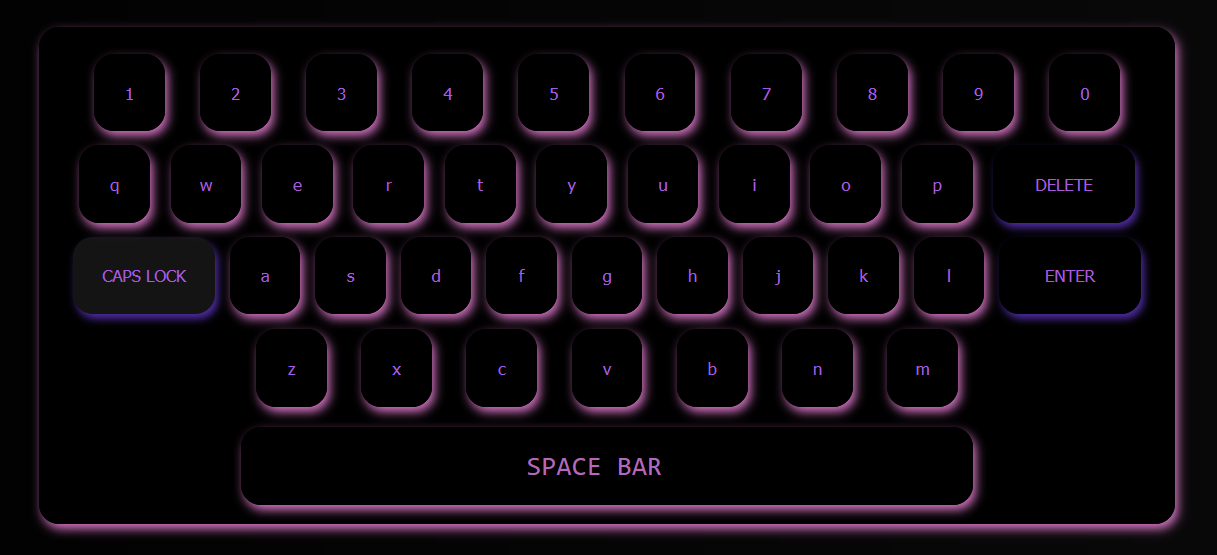 1 2 3 4 5 6 7 8 9 0
q w e r t y u i o p DELETE
CAPS LOCK a s d f g h j k l ENTER
z x c v b n m
SPACE BAR